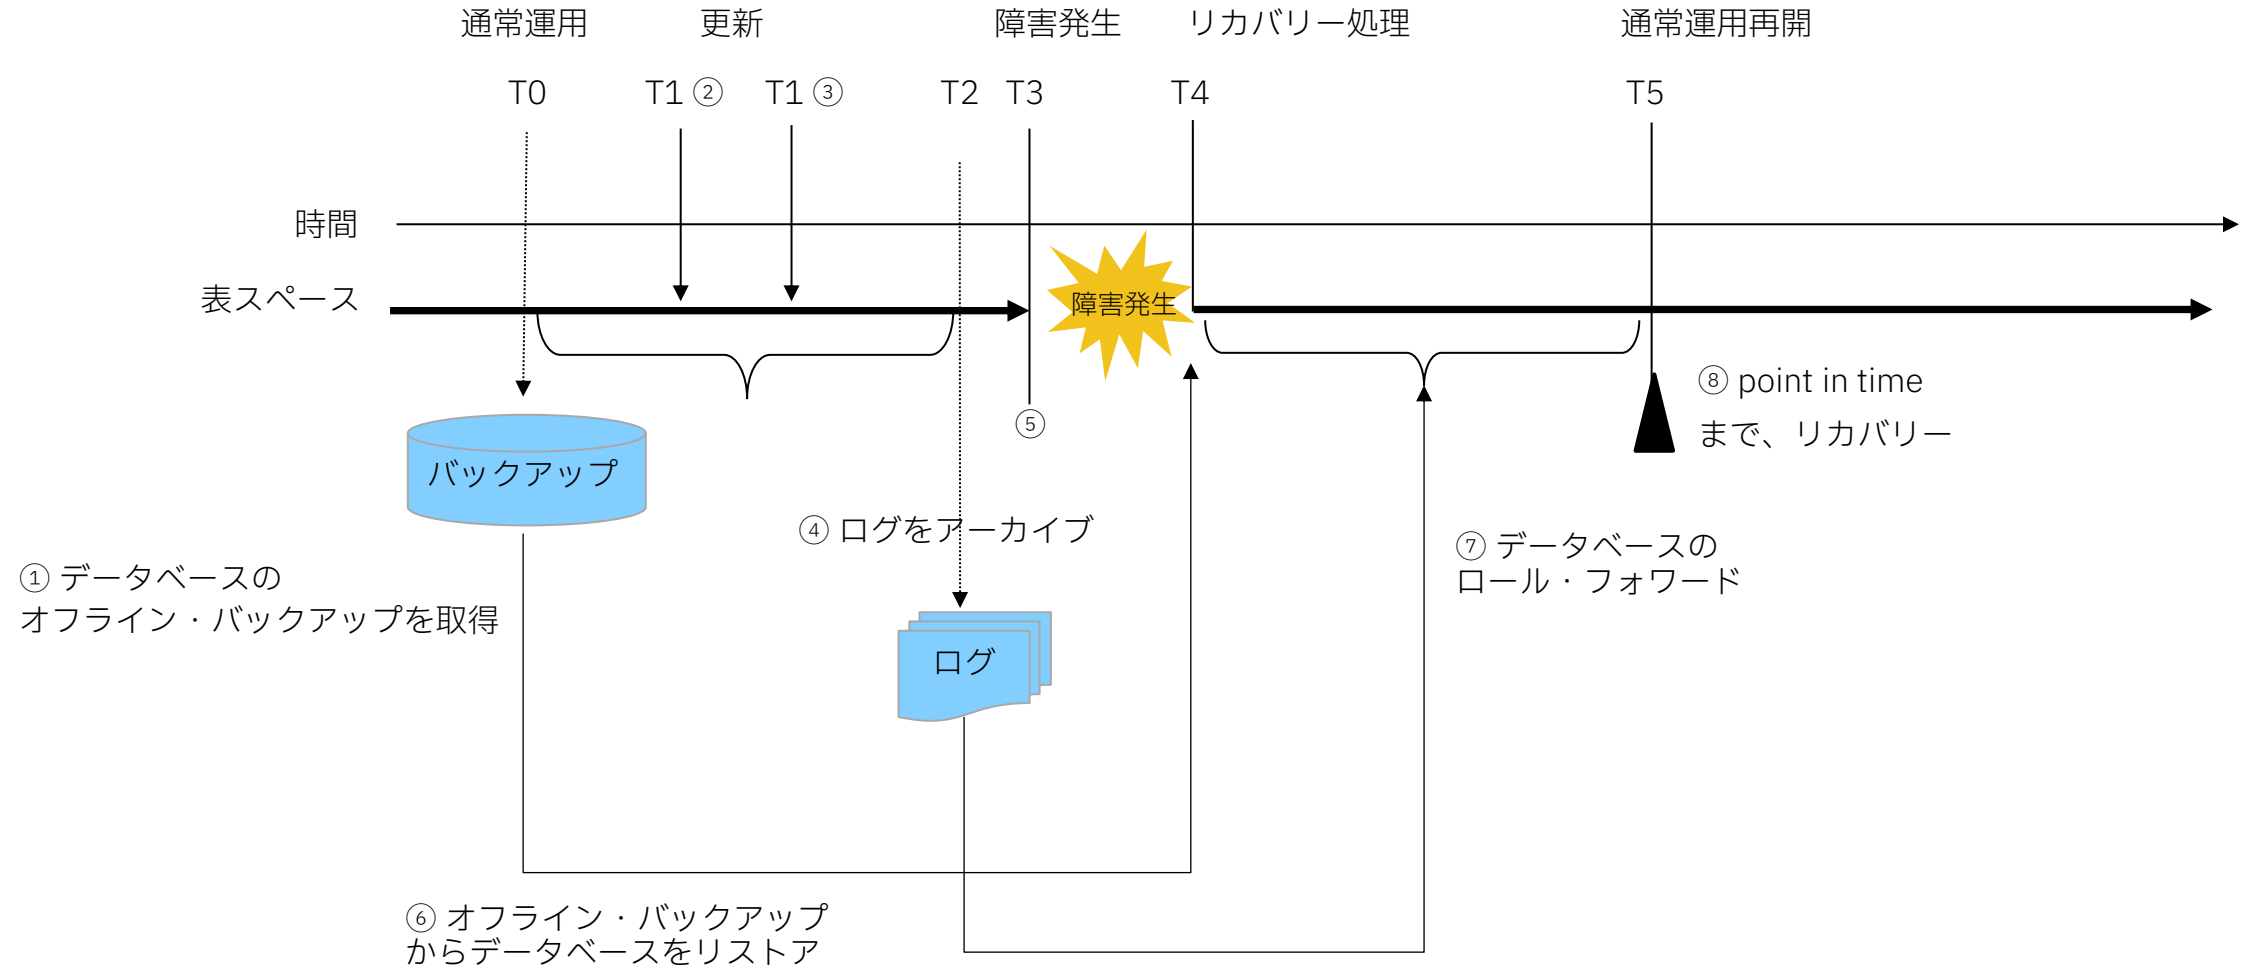 通常運用 更新 障害発生 リカバリー処理 通常運用再開
T0 T1 ② T1 ③ T2 T3 T4 T5
時間
表スペース
障害発生
バックアップ
⑤
⑧ point in time
まで、リカバリー
④ ログをアーカイブ
① データベースの
オフライン・バックアップを取得
⑦ データベースの
ロール・フォワード
ログ
⑥ オフライン・バックアップ
からデータベースをリストア